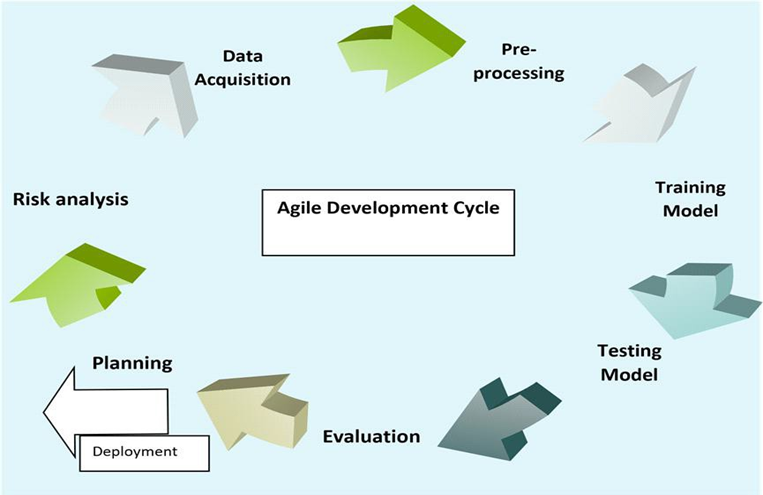 Data
Acquisition
Pre-
processing
Risk analysis
Agile Development Cycle
Training
Model
Testing
Model
Planning
Evaluation
Deployment